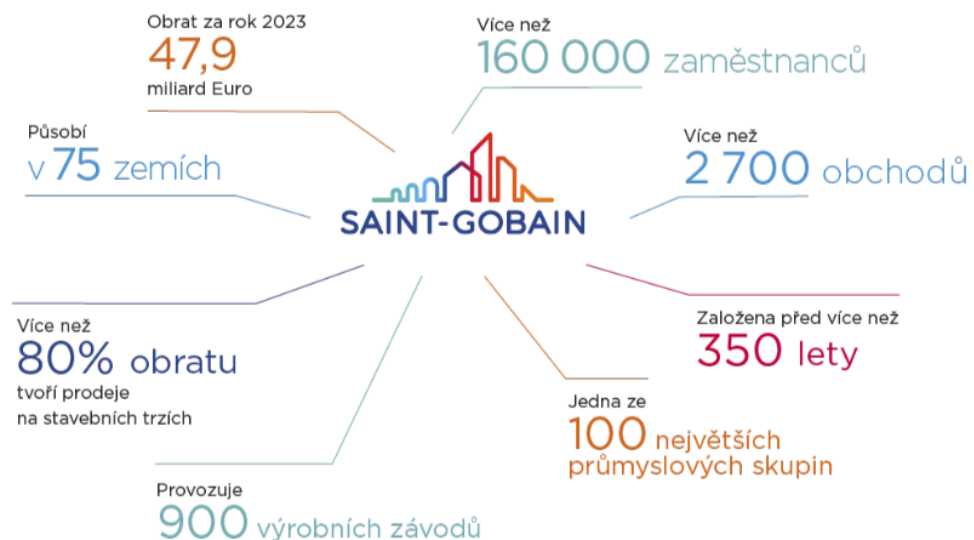 Obrat za rok 2023
47,9
miliard Euro
Více než
160 000 zaměstnanců
Působí
v 75 zemích
Více než
2 700 obchodů
SAINT-GOBAIN
Více než
80% obratu
tvoří prodeje
na stavebních trzích
Založena před více než
350 lety
Jedna ze
100 největších
průmyslových skupin
Provozuje
900 výrobních závodů